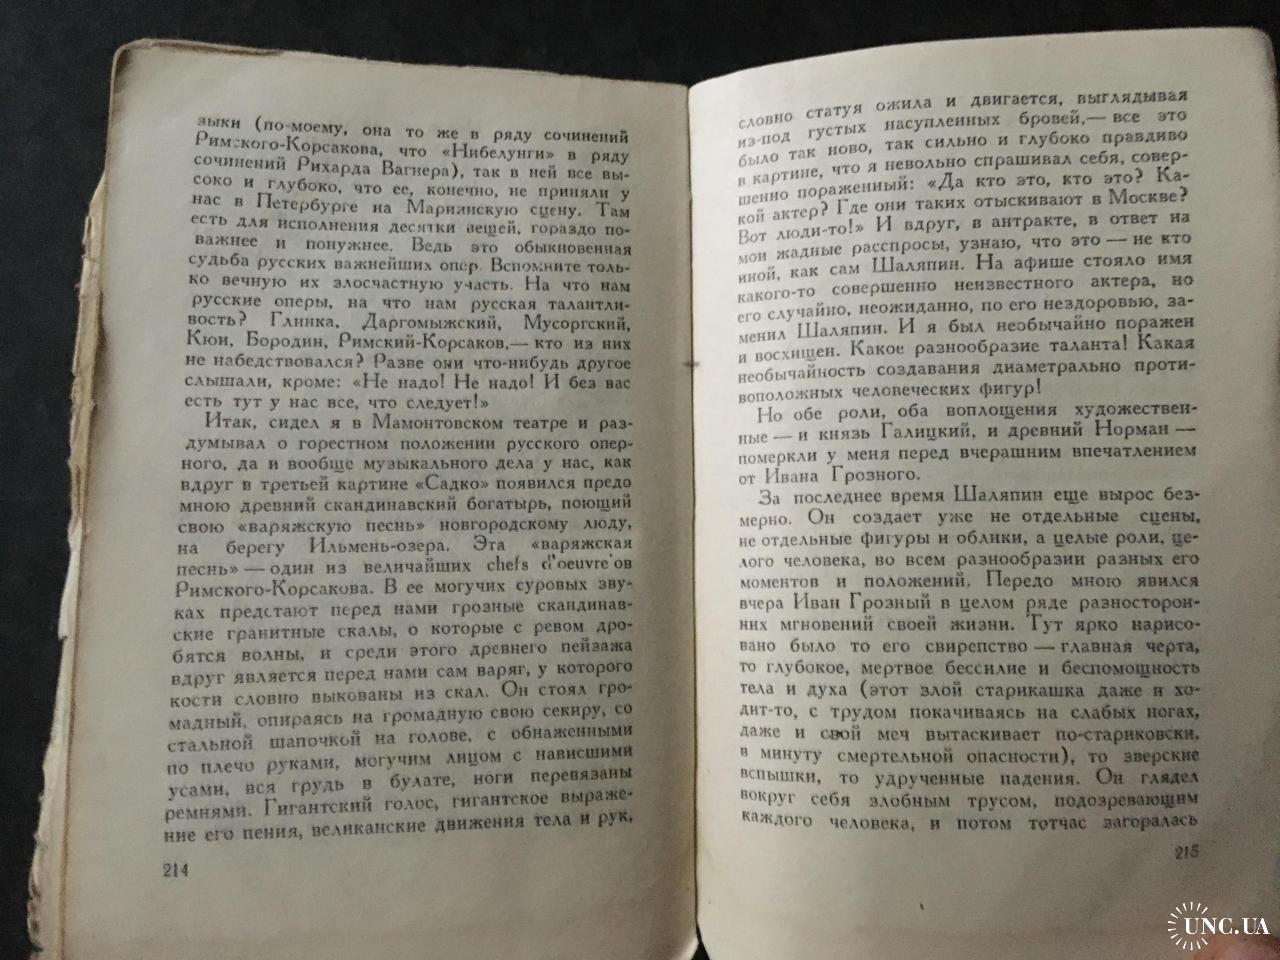 зыки (по-моему, она то же в ряду сочинений
Римского-Корсакова, что «Нибелунги» в ряду
сочинений Рихарда Вагнера), так в ней все вы-
соко и глубоко, что ее, конечно, не приняли у
нас в Петербурге на Мариинскую сцену. Там
есть для исполнения десятки вещей, гораздо по-
важнее и понужнее. Ведь это обыкновенная
судьба русских важнейших опер. Вспомните толь-
ко вечную их злосчастную участь. На что нам
русские оперы, на что нам русская талантли-
вость? Глинка, Даргомыжский, Мусоргский,
Кюи, Бородин, Римский-Корсаков,— кто из них
не набедствовался? Разве они что-нибудь другое
слышали, кроме: «Не надо! Не надо! И без вас
есть тут у нас все, что следует!»
Итак, сидел я в Мамонтовском театре и раз-
думывал о горестном положении русского опер-
ного, да и вообще музыкального дела у нас, как
вдруг в третьей картине «Садко» появился предо
мною древний скандинавский богатырь, поющий
свою «варяжскую песнь» новгородскому люду,
на берегу Ильмень-озера. Эта «варяжская
песнь» — один из величайших chefs d'oeuvre'ов
Римского-Корсакова. В ее могучих суровых зву-
ках предстают перед нами грозные скандинав-
ские гранитные скалы, о которые с ревом дро-
бятся волны, и среди этого древнего пейзажа
вдруг является перед нами сам варяг, у которого
кости словно выкованы из скал. Он стоял гро-
мадный, опираясь на громадную свою секиру, со
стальной шапочкой на голове, с обнаженными
по плечо руками, могучим лицом с нависшими
усами, вся грудь в булате, ноги перевязаны
ремнями. Гигантский голос, гигантское выраже-
ние его пения, великанские движения тела и рук,
214
словно статуя ожила и двигается, выглядывая
из-под густых насупленных бровей,— все это
было так ново, так сильно и глубоко правдиво
в картине, что я невольно спрашивал себя, совер-
шенно пораженный: «Да кто это, кто это? Ка-
кой актер? Где они таких отыскивают в Москве?
Вот люди-то!» И вдруг, в антракте, в ответ на
мои жадные расспросы, узнаю, что это — не кто
иной, как сам Шаляпин. На афише стояло имя
какого-то совершенно неизвестного актера, но
его случайно, неожиданно, по его нездоровью, за-
менил Шаляпин. И я был необычайно поражен
и восхищен. Какое разнообразие таланта! Какая
необычайность создавания диаметрально проти-
воположных человеческих фигур!
Но обе роли, оба воплощения художествен-
ные — и князь Галицкий, и древний Норман —
померкли у меня перед вчерашним впечатлением
от Ивана Грозного.
За последнее время Шаляпин еще вырос без-
мерно. Он создает уже не отдельные сцены,
не отдельные фигуры и облики, а целые роли, це-
лого человека, во всем разнообразии разных его
моментов и положений. Передо мною явился
вчера Иван Грозный в целом ряде разносторон-
них мгновений своей жизни. Тут ярко нарисо-
вано было то его свирепство — главная черта,
то глубокое, мертвое бессилие и беспомощность
тела и духа (этот злой старикашка даже и хо-
дит-то, с трудом покачиваясь на слабых ногах,
даже и свой меч вытаскивает по-стариковски,
в минуту смертельной опасности), то зверские
вспышки, то удрученные падения. Он глядел
вокруг себя злобным трусом, подозревающим
каждого человека, и потом тотчас загоралась
215
UNC.UA